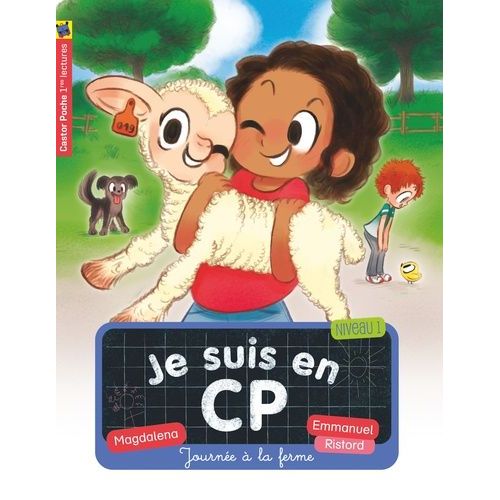 Castor Poche 1res lectures
019
NIVEAU 1
Je suis en
CP
Magdalena
Emmanuel
Ristord
Journée à la ferme